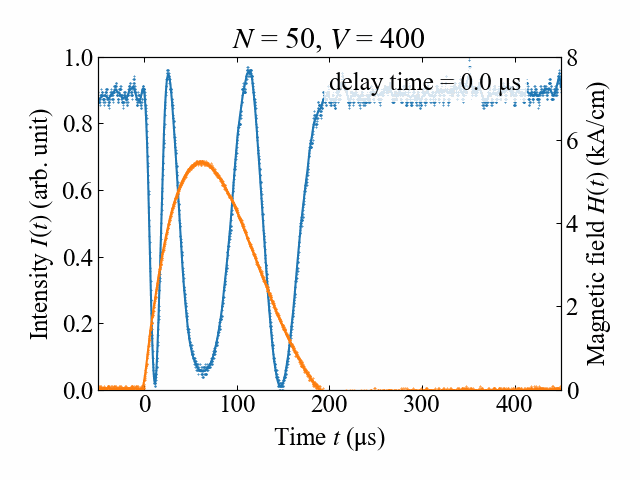 N = 50, V = 400
delay time = 0.0 μs
Intensity I(t) (arb. unit)
1.0
0.8
0.6
0.4
0.2
0.0
8
6
4
2
0
Magnetic field H(t) (kA/cm)
0 100 200 300 400
Time t (μs)